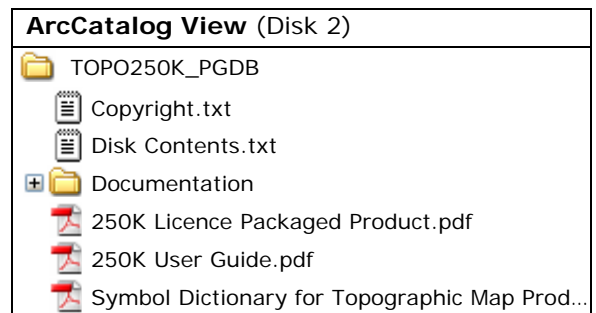 ArcCatalog View (Disk 2)
TOPO250K_PGDB
Copyright.txt
Disk Contents.txt
Documentation
250K Licence Packaged Product.pdf
250K User Guide.pdf
Symbol Dictionary for Topographic Map Prod...